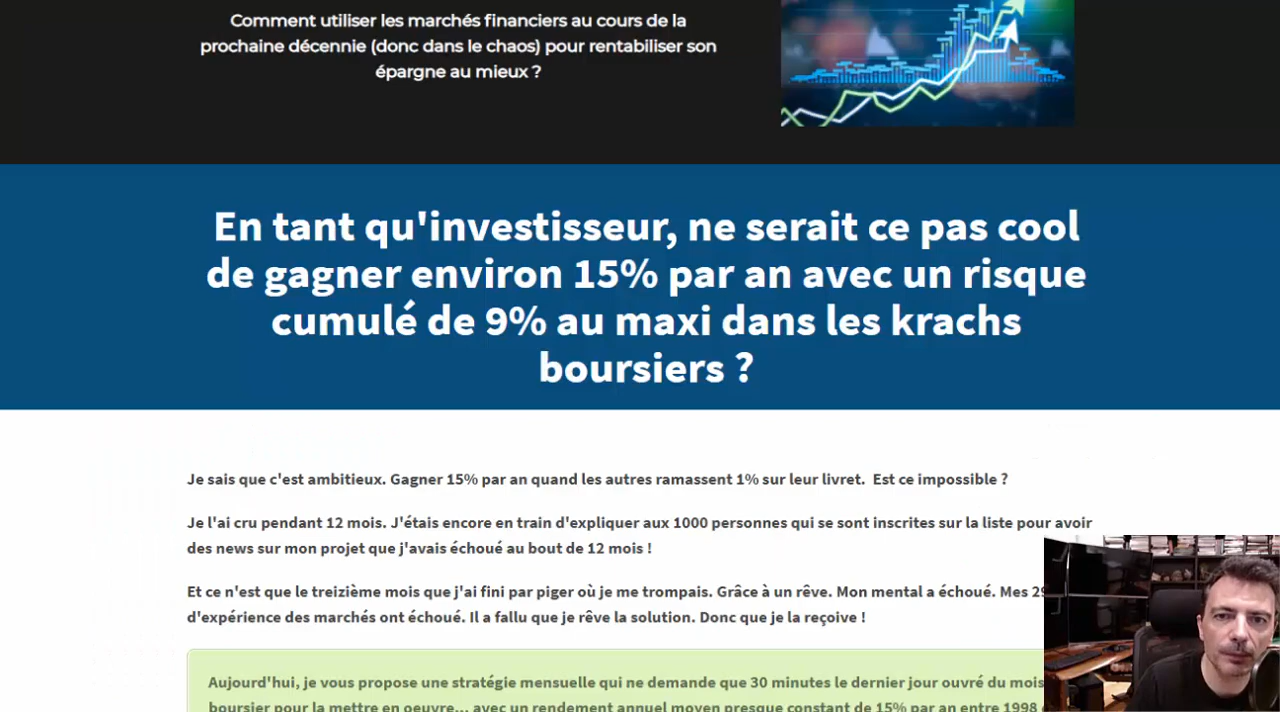 Comment utiliser les marchés financiers au cours de la
prochaine décennie (donc dans le chaos) pour rentabiliser son
épargne au mieux ?
En tant qu'investisseur, ne serait ce pas cool
de gagner environ 15% par an avec un risque
cumulé de 9% au maxi dans les krachs
boursiers ?
Je sais que c'est ambitieux. Gagner 15% par an quand les autres ramassent 1% sur leur livret.  Est ce impossible ?
Je l'ai cru pendant 12 mois. J'étais encore en train d'expliquer aux 1000 personnes qui se sont inscrites sur la liste pour avoir
des news sur mon projet que j'avais échoué au bout de 12 mois !
Et ce n'est que le treizième mois que j'ai fini par piger où je me trompais. Grâce à un rêve. Mon mental a échoué. Mes
d'expérience des marchés ont échoué. Il a fallu que je rêve la solution. Donc que je la reçoive !
Aujourd'hui, je vous propose une stratégie mensuelle qui ne demande que 30 minutes le dernier jour ouvré du mois
boursier pour la mettre en oeuvre... avec un rendement annuel moyen presque constant de 15% par an entre 1998